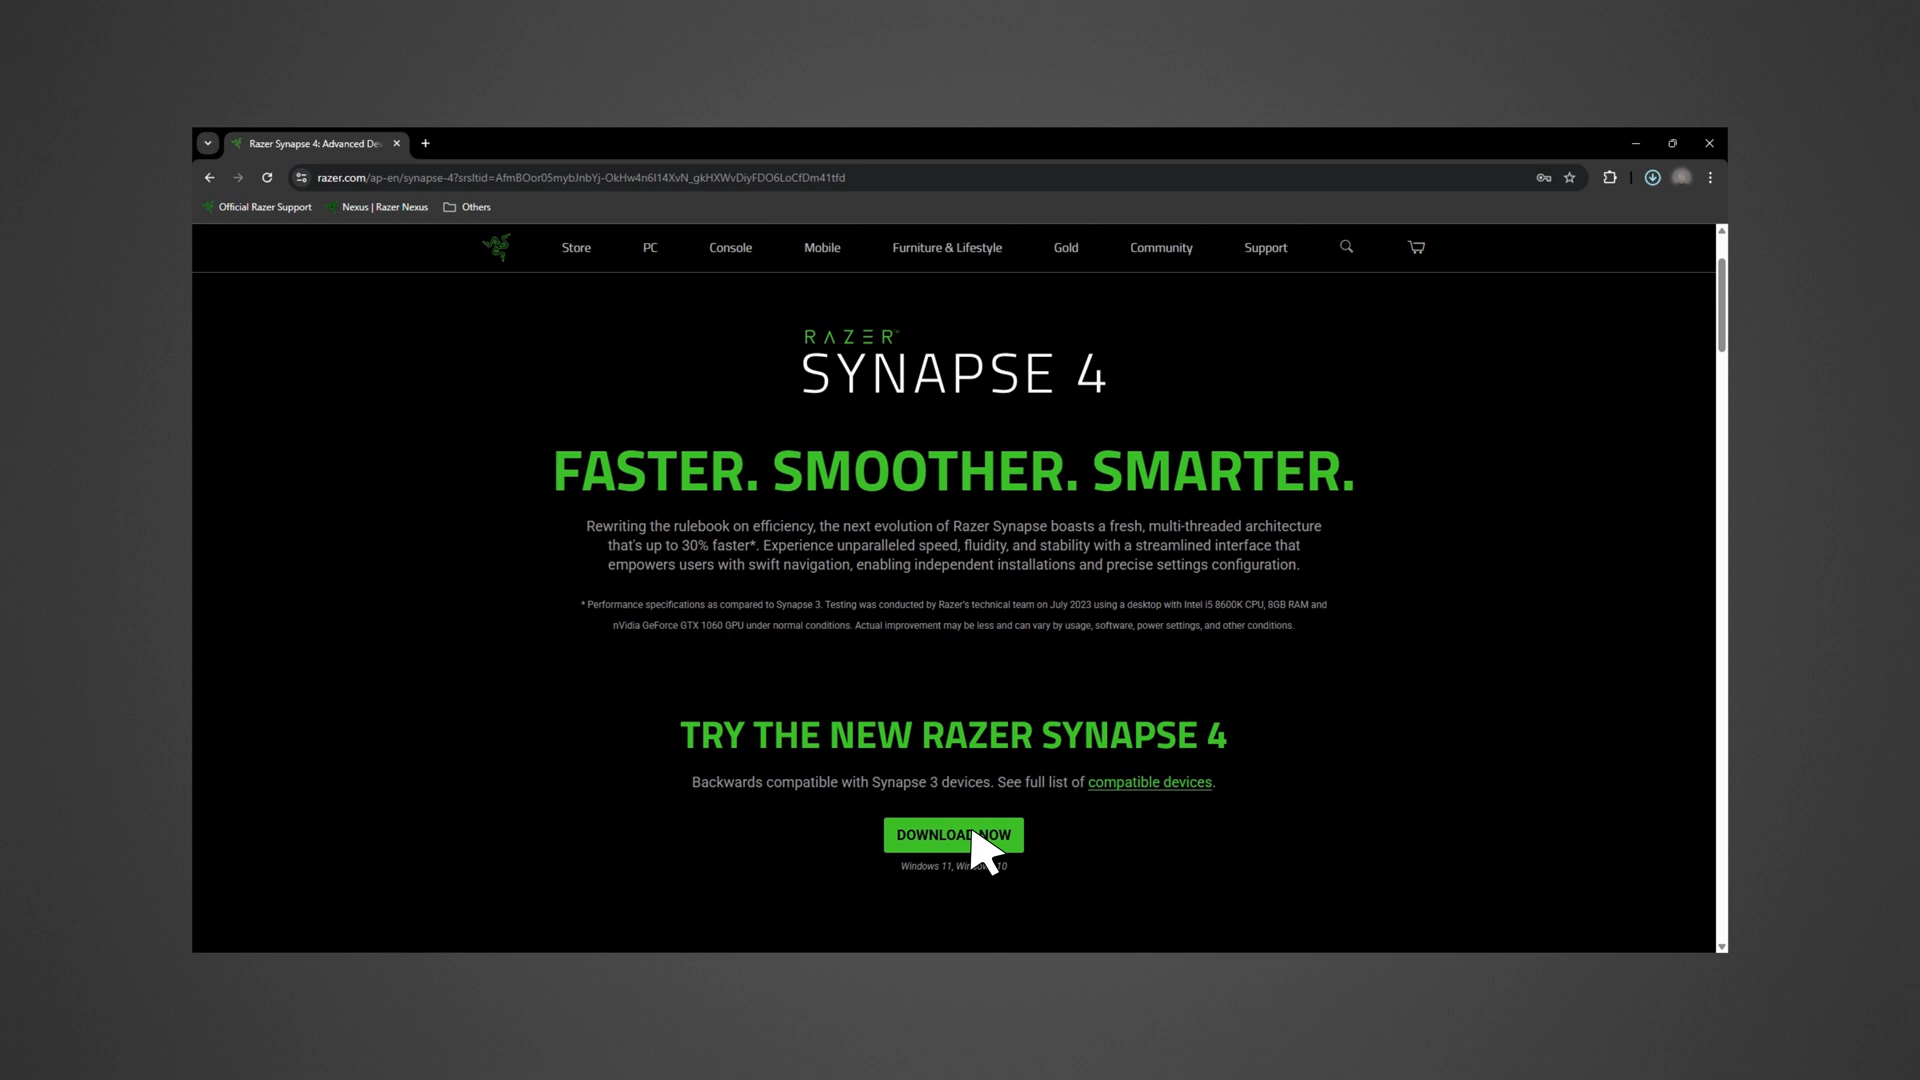 Razer Synapse 4: Advanced De
razer.com/ap-en/synapse-4?srsltid=AfmBOor05mybJnbYj-OkHw4n6I14XvN_gkHXWvDiyFDO6LoCfDm41tfd
Official Razer Support Nexus | Razer Nexus Others
Store PC Console Mobile Furniture & Lifestyle Gold Community Support
RAZER™
SYNAPSE 4
FASTER. SMOOTHER. SMARTER.
Rewriting the rulebook on efficiency, the next evolution of Razer Synapse boasts a fresh, multi-threaded architecture
that's up to 30% faster*. Experience unparalleled speed, fluidity, and stability with a streamlined interface that
empowers users with swift navigation, enabling independent installations and precise settings configuration.
* Performance specifications as compared to Synapse 3. Testing was conducted by Razer's technical team on July 2023 using a desktop with Intel i5 8600K CPU, 8GB RAM and
nVidia GeForce GTX 1060 GPU under normal conditions. Actual improvement may be less and can vary by usage, software, power settings, and other conditions.
TRY THE NEW RAZER SYNAPSE 4
Backwards compatible with Synapse 3 devices. See full list of compatible devices.
DOWNLOAD NOW
Windows 11, Windows 10